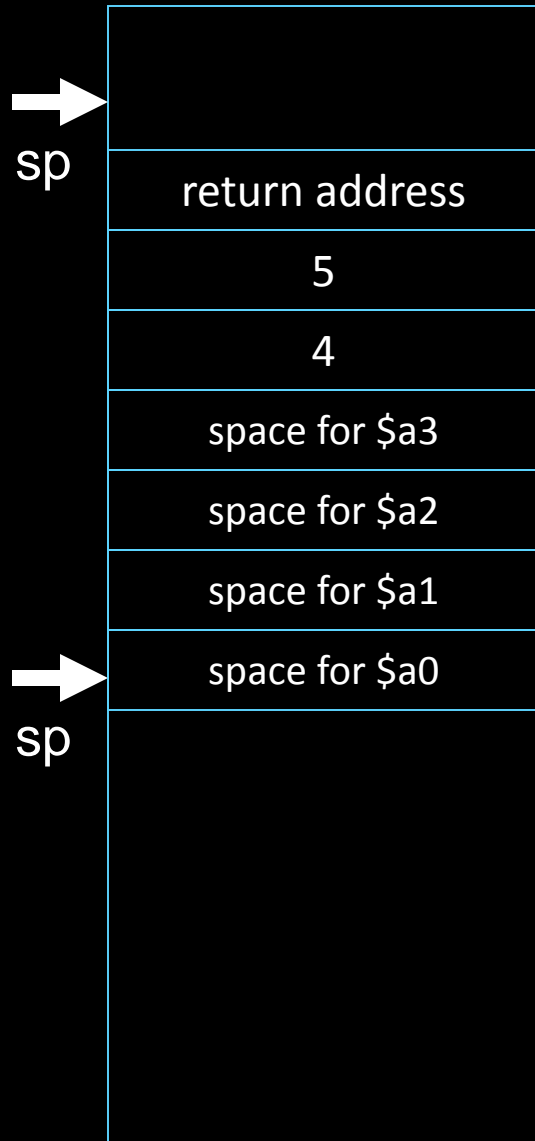 sp
return address
5
4
space for $a3
space for $a2
space for $a1
space for $a0
sp